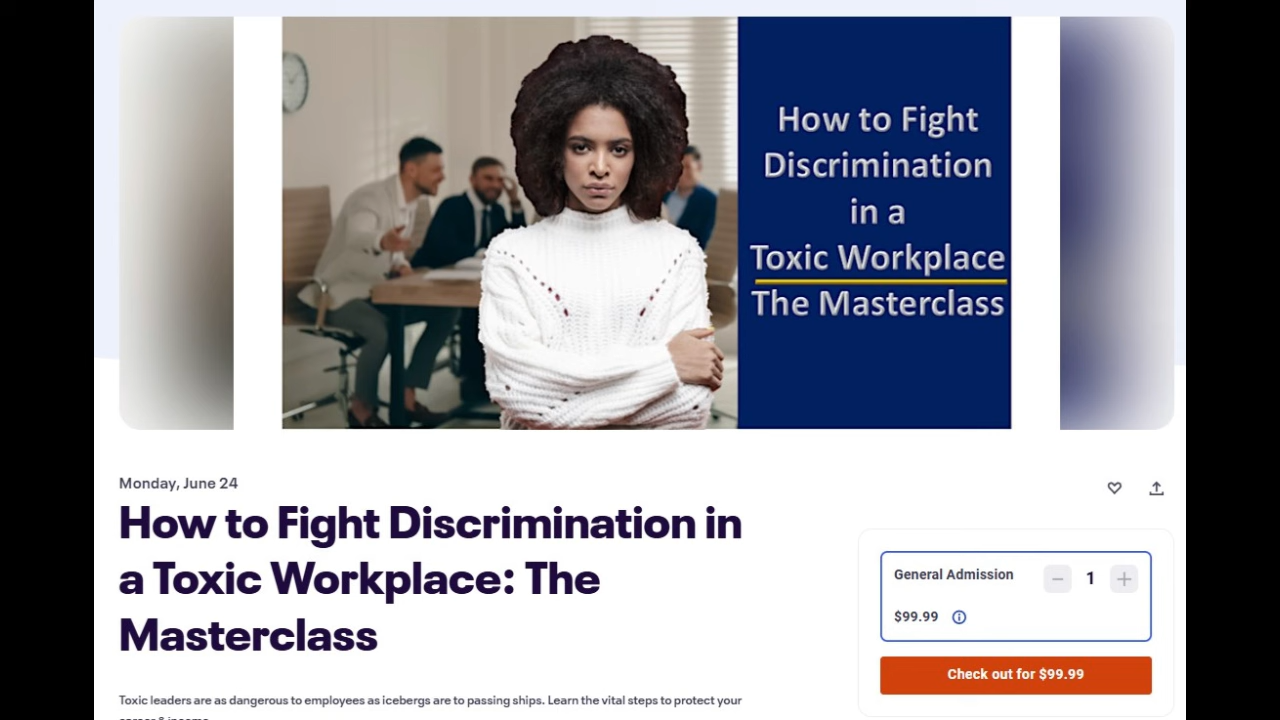 How to Fight
Discrimination
in a
Toxic Workplace
The Masterclass
Monday, June 24
How to Fight Discrimination in
a Toxic Workplace: The
Masterclass
Toxic leaders are as dangerous to employees as icebergs are to passing ships. Learn the vital steps to protect your
General Admission
1
$99.99
Check out for $99.99